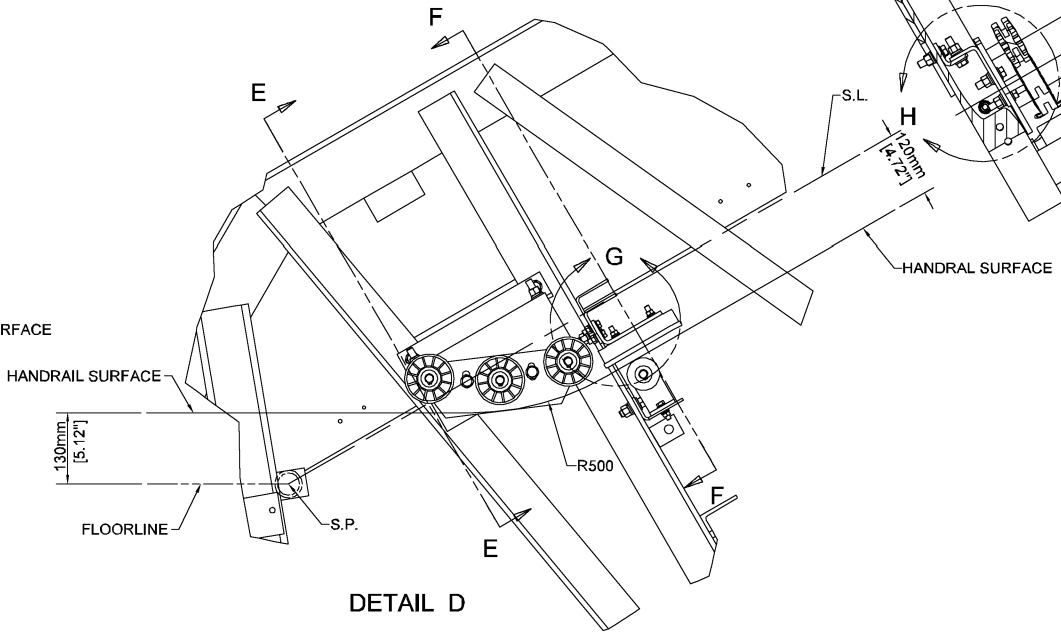 F
E
S.L.
H
120mm
[4.72"]
G
HANDRAL SURFACE
RFACE
HANDRAIL SURFACE
130mm
[5.12"]
R500
F
FLOORLINE
S.P.
E
DETAIL D